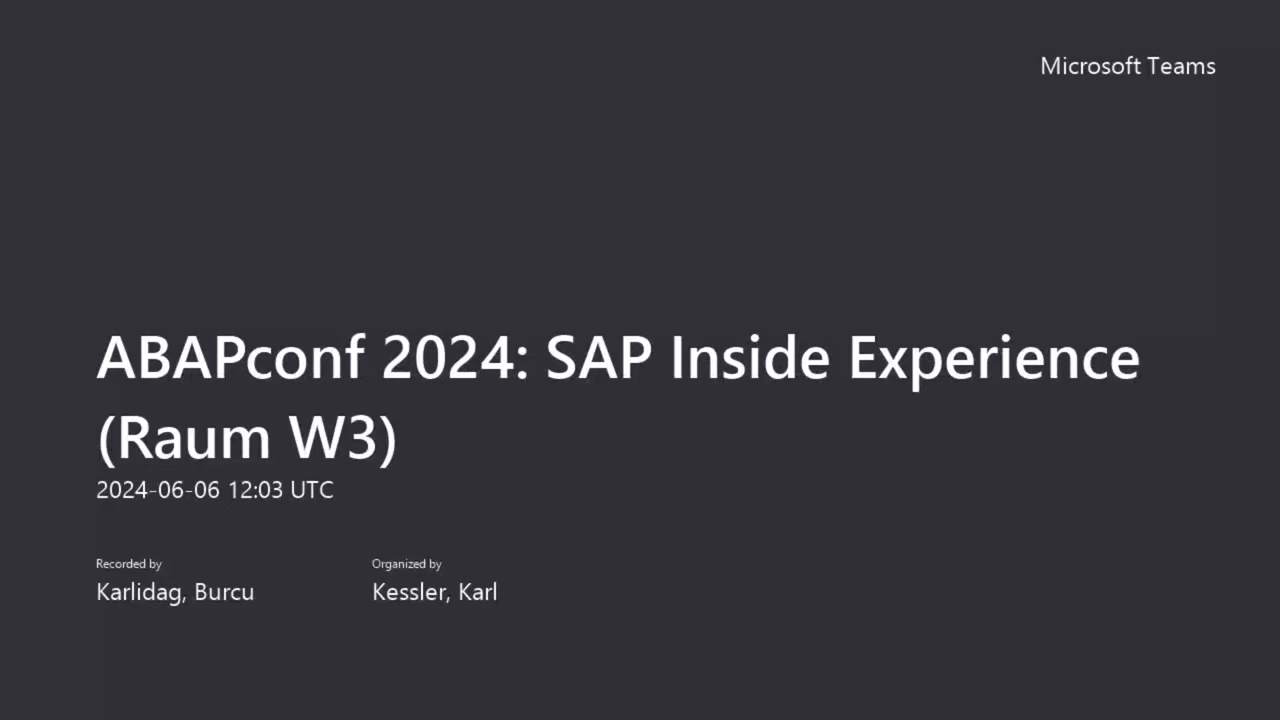 Microsoft Teams
ABAPconf 2024: SAP Inside Experience
(Raum W3)
2024-06-06 12:03 UTC
Recorded by
Karlidag, Burcu
Organized by
Kessler, Karl